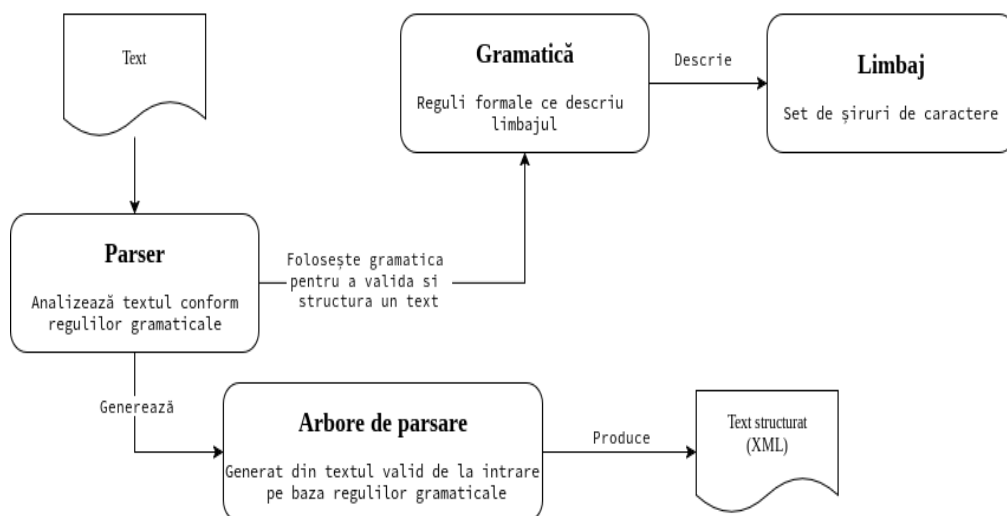 Text
Gramatică
Reguli formale ce descriu
limbajul
Descrie
Limbaj
Set de șiruri de caractere
Parser
Analizează textul conform
regulilor gramaticale
Folosește gramatica
pentru a valida si
structura un text
Generează
Arbore de parsare
Generat din textul valid de la intrare
pe baza regulilor gramaticale
Produce
Text structurat
(XML)